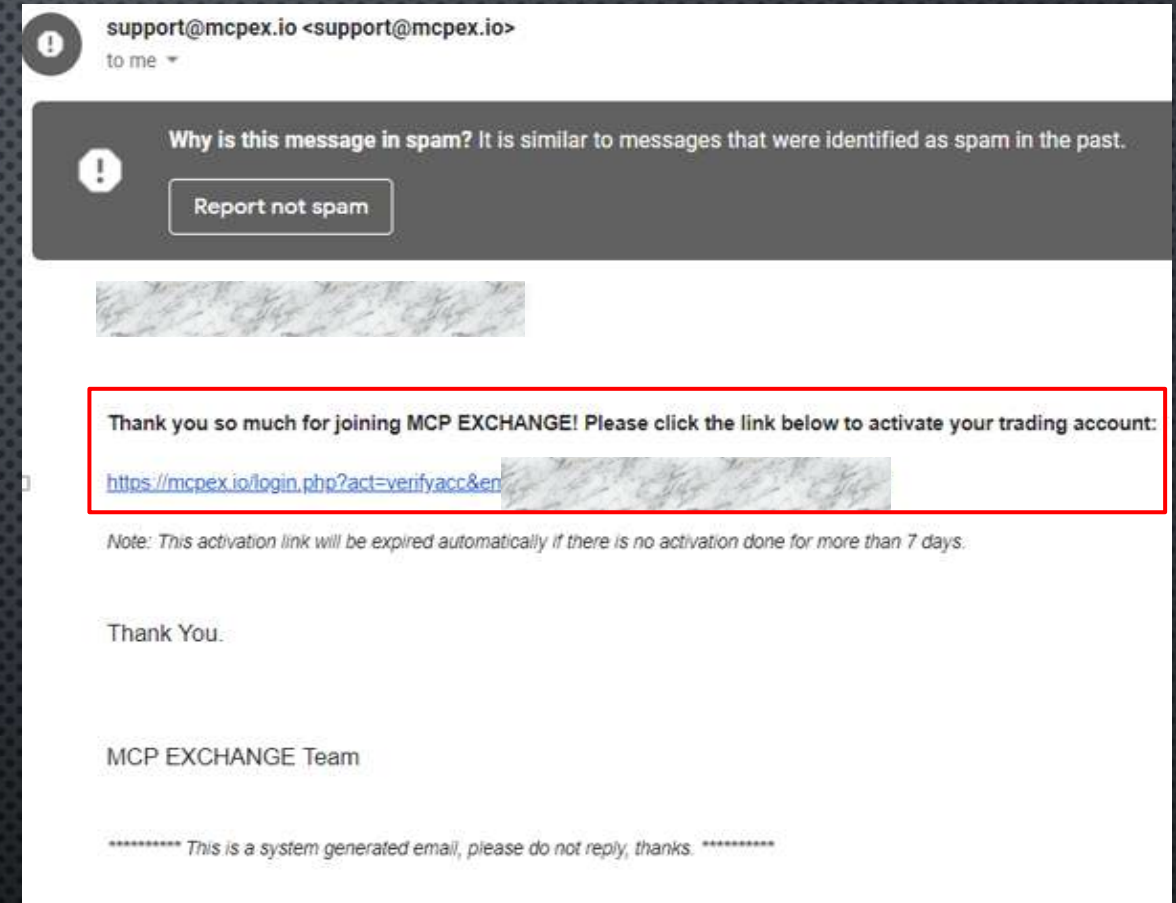 support@mcpex.io <support@mcpex.io>
to me
Why is this message in spam? It is similar to messages that were identified as spam in the past.
Report not spam
Thank you so much for joining MCP EXCHANGE! Please click the link below to activate your trading account:
https://mcpex.io/login.php?act=verifyacc&em
Note: This activation link will be expired automatically if there is no activation done for more than 7 days.
Thank You.
MCP EXCHANGE Team
********** This is a system generated email, please do not reply, thanks. **********